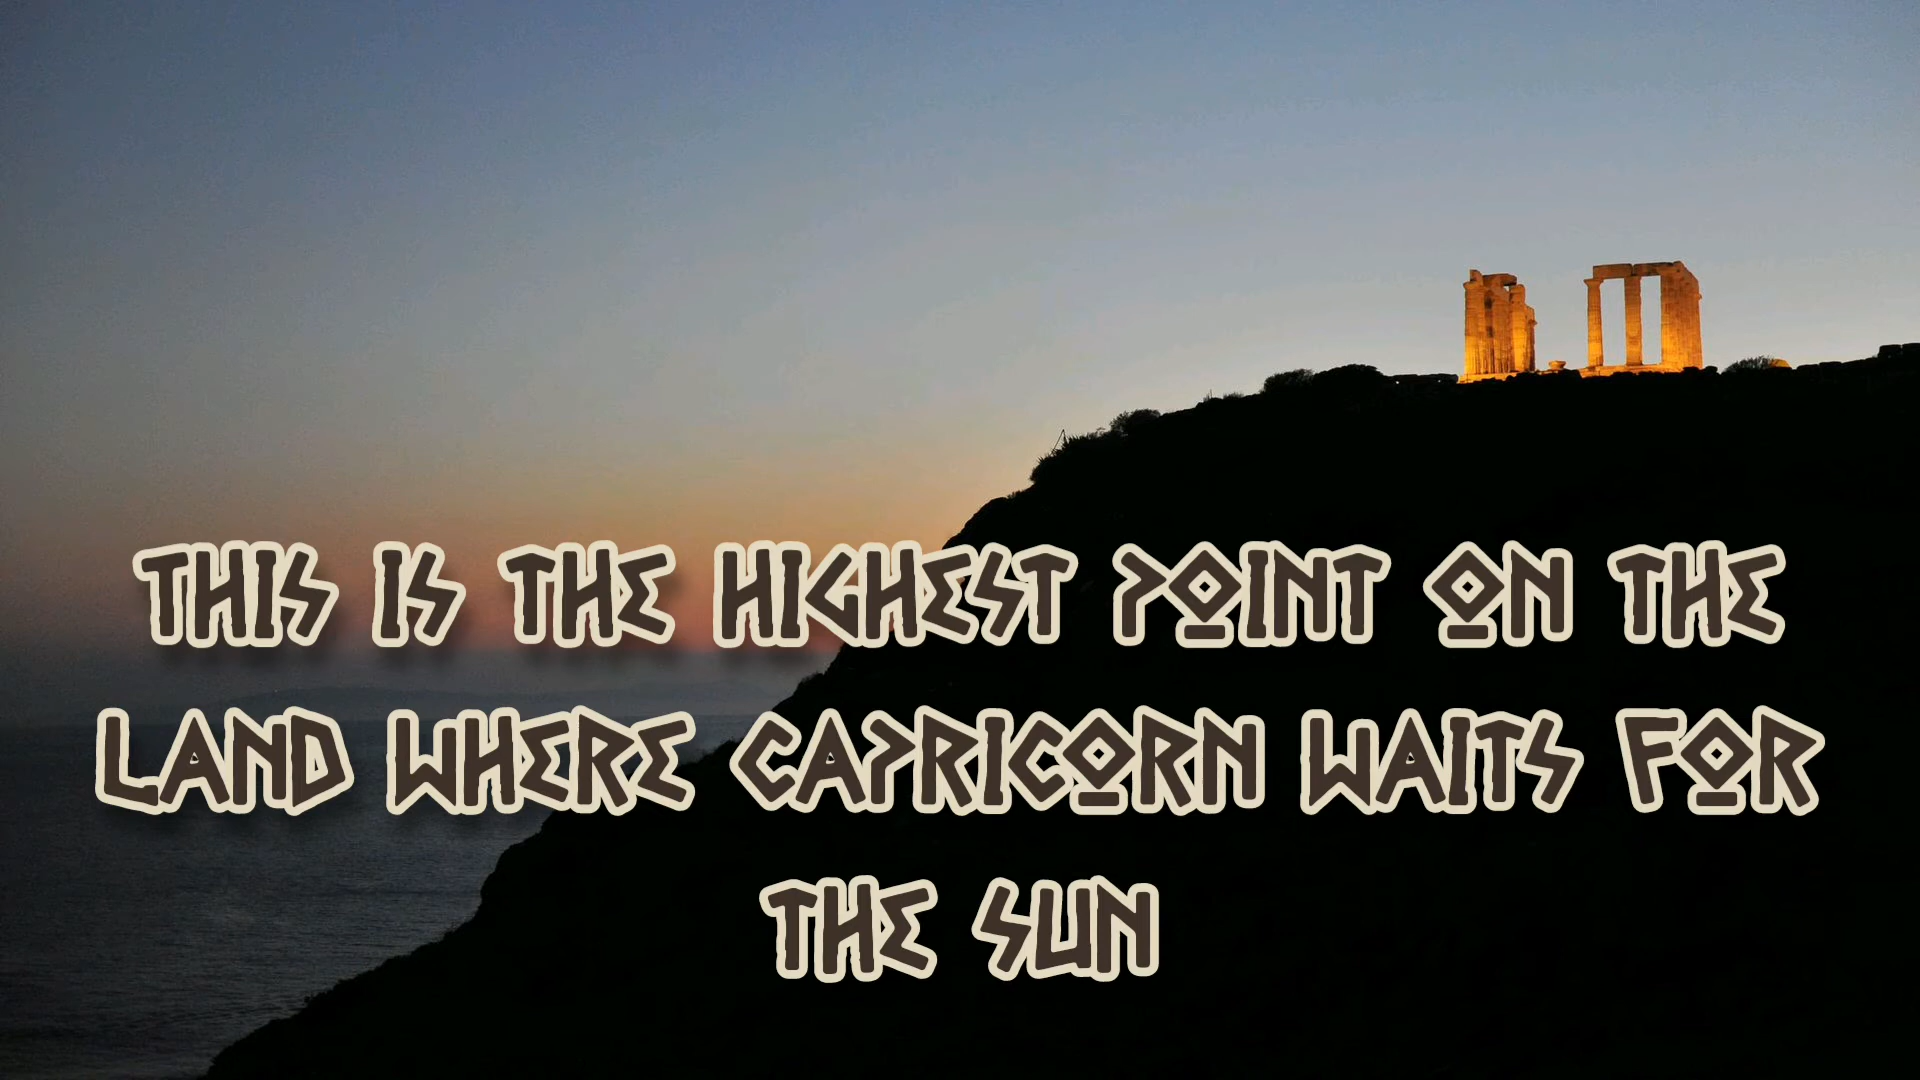 THIS IS THE HIGHEST POINT ON THE
LAND WHERE CAPRICORN WAITS FOR
THE SUN